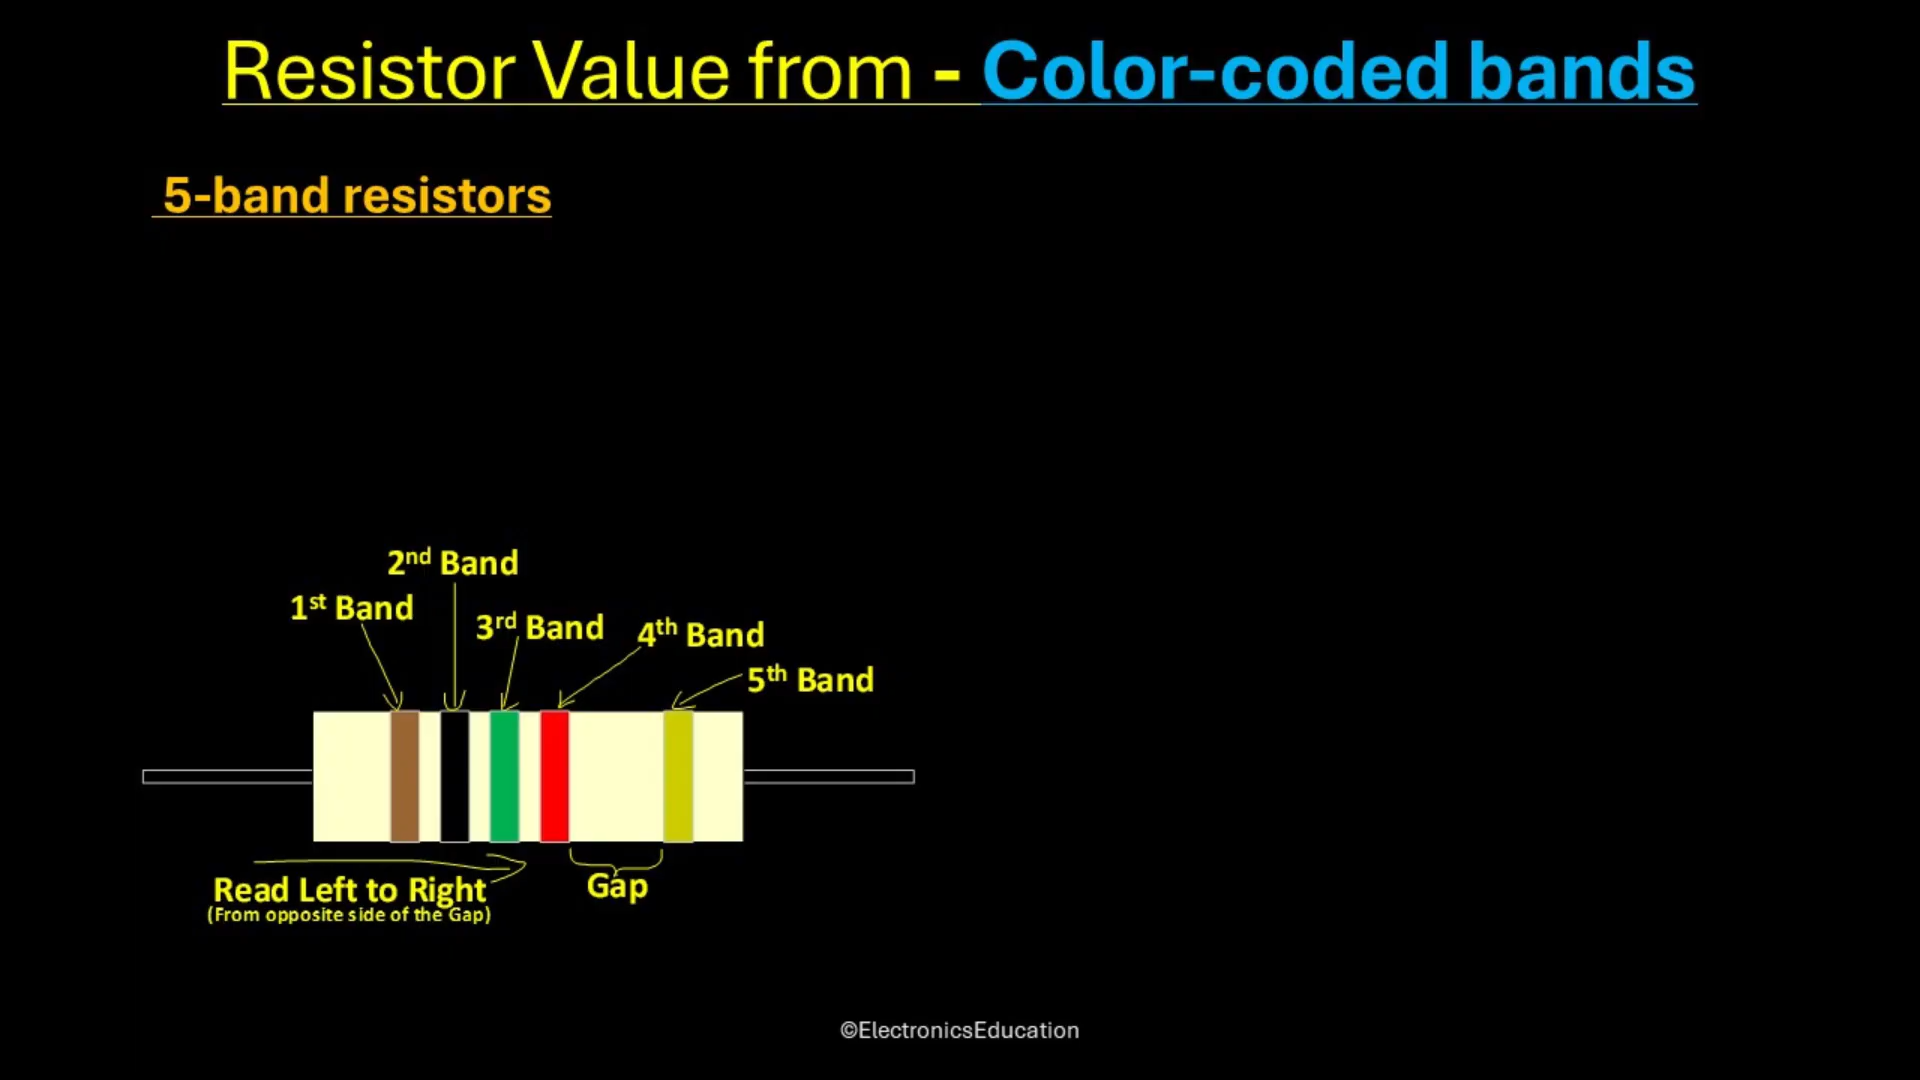 Resistor Value from - Color-coded bands
5-band resistors
2nd Band
1st Band
3rd Band
4th Band
5th Band
Read Left to Right
(From opposite side of the Gap)
Gap
©ElectronicsEducation